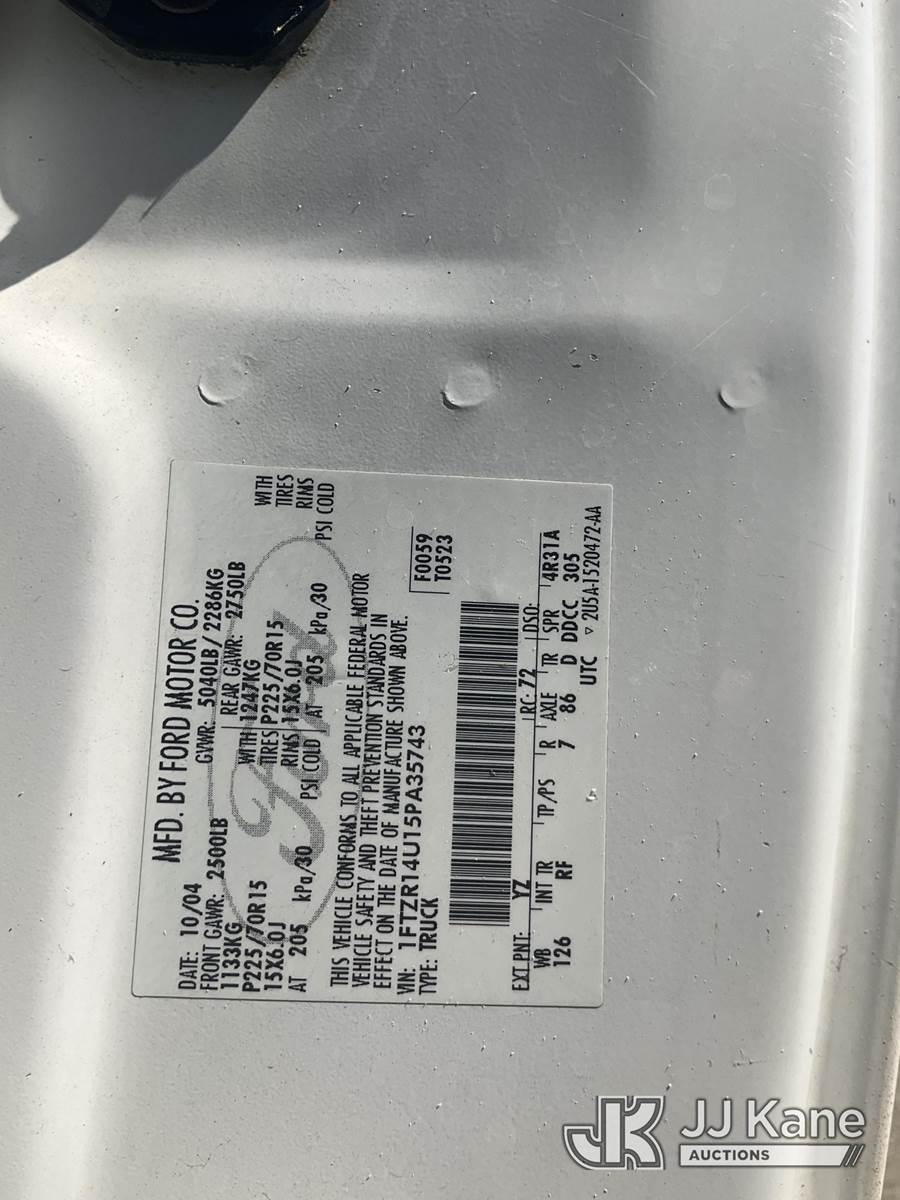 MFD. BY FORD MOTOR CO.
DATE: 10/04 GVWR: 5040LB/ 2286KG
FRONT GAWR: 2500LB REAR GAWR: 2750LB
1133KG WITH 1247KG WITH
P225/70R15 TIRES P225/70R15 TIRES
15X6.0J RIMS 15X6.0J RIMS
AT 205 kPa/30 PSI COLD AT 205 kPa/30 PSI COLD
Ford
THIS VEHICLE CONFORMS TO ALL APPLICABLE FEDERAL MOTOR
VEHICLE SAFETY AND THEFT PREVENTION STANDARDS IN
EFFECT ON THE DATE OF MANUFACTURE SHOWN ABOVE.
VIN: 1FTZR14U15PA35743 F0059
TYPE: TRUCK T0523
EXT PNT: YZ RC: 72 DSO:
WB INT TR TP/PS R AXLE TR SPR 4R31A
126 RF 7 86 D DDCC 305
UTC ▽ 2U5A-1520472-AA
JK JJ Kane
AUCTIONS